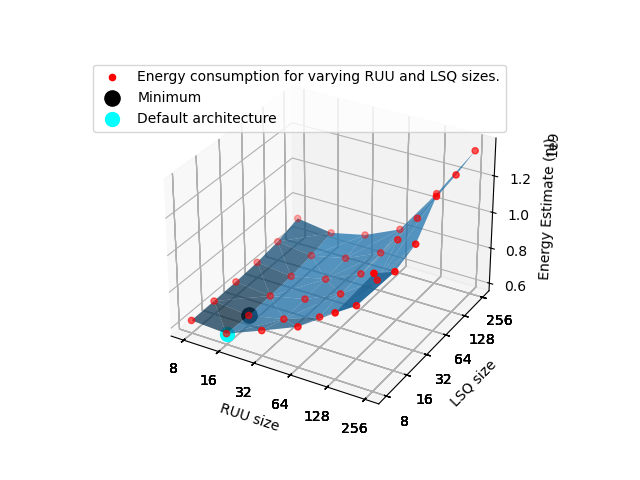 Energy consumption for varying RUU and LSQ sizes.
Minimum
Default architecture
1e9
Energy Estimate (nJ)
1.2
1.0
0.8
0.6
8
16
32
64
128
256
RUU size
8
16
32
64
128
256
LSQ size